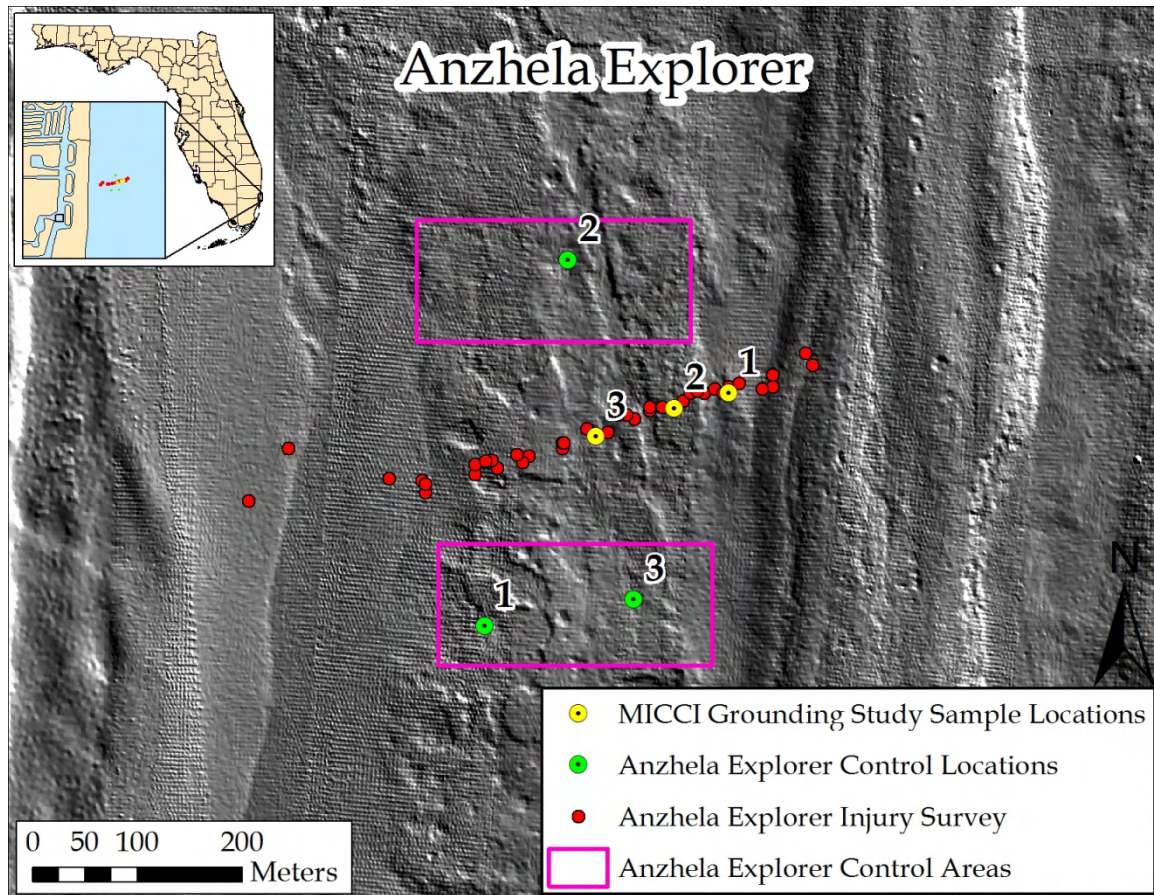 Anzhela Explorer
2
1
2
3
3
1
N
MICCI Grounding Study Sample Locations
Anzhela Explorer Control Locations
Anzhela Explorer Injury Survey
Anzhela Explorer Control Areas
0 50 100 200
Meters